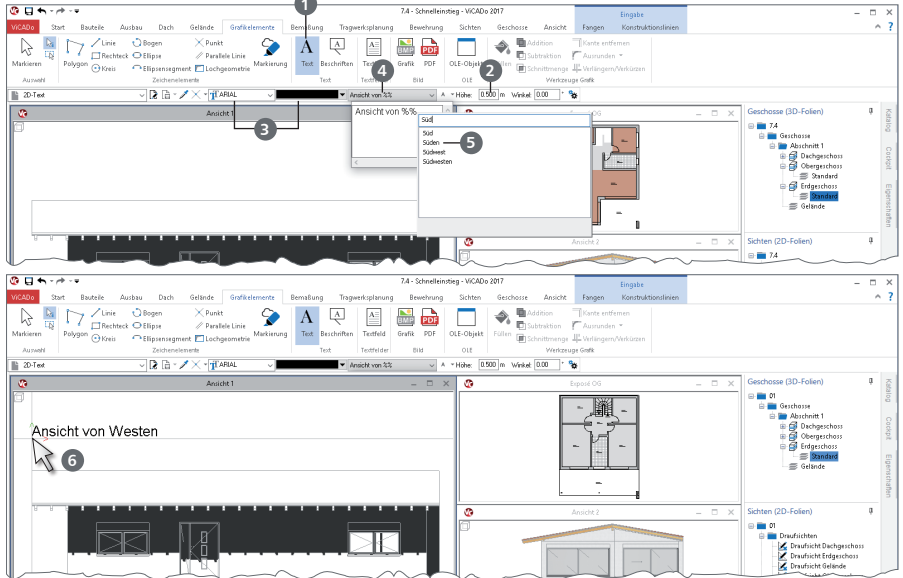 1
7.4 - Schnelleinstieg - ViCADo 2017
Eingabe
ViCADo Start Bauteile Ausbau Dach Gelände Grafikelemente Bemaßung Tragwerksplanung Bewehrung Sichten Geschosse Ansicht Fangen Konstruktionslinien
Linie Bogen Punkt Addition Kante entfernen
Rechteck Ellipse Parallele Linie Subtraktion Ausrunden
Markieren Polygon Kreis Ellipsensegment Lochgeometrie Markierung Text Beschriften Textfeld Grafik PDF OLE-Objekt Füllen Schnittmenge Verlängern/Verkürzen
Auswahl Zeichenelemente Text Textfelder Bild OLE Werkzeuge Grafik
4 2
2D-Text ARIAL Ansicht von %% A Höhe: 0.500 m Winkel: 0.00 °
3
Ansicht 1
Ansicht von %%
Süd
Süd
Süden
5
Südwest
Südwesten
OG
Geschosse (3D-Folien)
7.4
Geschosse
Abschnitt 1
Dachgeschoss
Obergeschoss
Standard
Erdgeschoss
Standard
Gelände
Katalog
Cockpit
Eigenschaften
Ansicht 2
Sichten (2D-Folien)
7.4
7.4 - Schnelleinstieg - ViCADo 2017
Eingabe
ViCADo Start Bauteile Ausbau Dach Gelände Grafikelemente Bemaßung Tragwerksplanung Bewehrung Sichten Geschosse Ansicht Fangen Konstruktionslinien
Linie Bogen Punkt Addition Kante entfernen
Rechteck Ellipse Parallele Linie Subtraktion Ausrunden
Markieren Polygon Kreis Ellipsensegment Lochgeometrie Markierung Text Beschriften Textfeld Grafik PDF OLE-Objekt Füllen Schnittmenge Verlängern/Verkürzen
Auswahl Zeichenelemente Text Textfelder Bild OLE Werkzeuge Grafik
2D-Text ARIAL Ansicht von %% A Höhe: 0.500 m Winkel: 0.00 °
Ansicht 1
Ansicht von Westen
6
Exposé OG
Ansicht 2
Geschosse (3D-Folien)
01
Geschosse
Abschnitt 1
Dachgeschoss
Obergeschoss
Erdgeschoss
Standard
Gelände
Katalog
Cockpit
Eigenschaften
Sichten (2D-Folien)
01
Draufsichten
Draufsicht Dachgeschoss
Draufsicht Erdgeschoss
Draufsicht Gelände